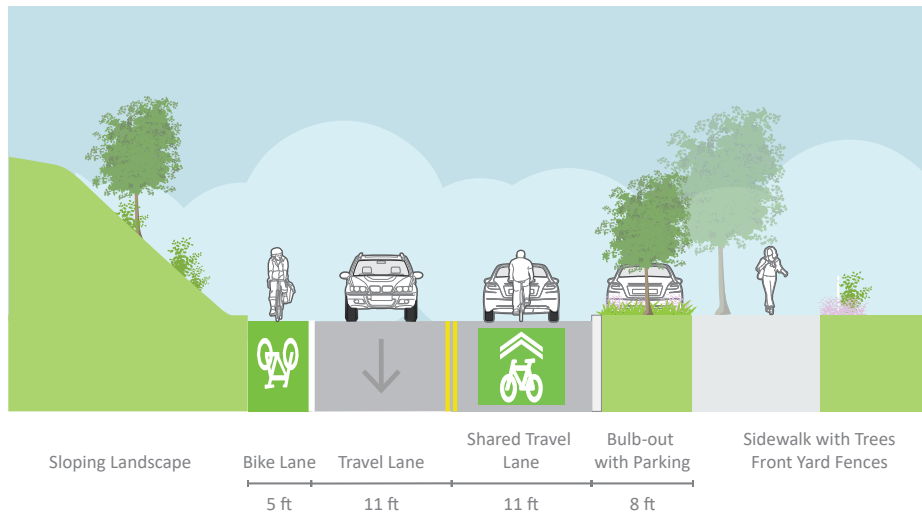 Sloping Landscape
Bike Lane
Travel Lane
Shared Travel
Lane
Bulb-out
with Parking
Sidewalk with Trees
Front Yard Fences
5 ft
11 ft
11 ft
8 ft